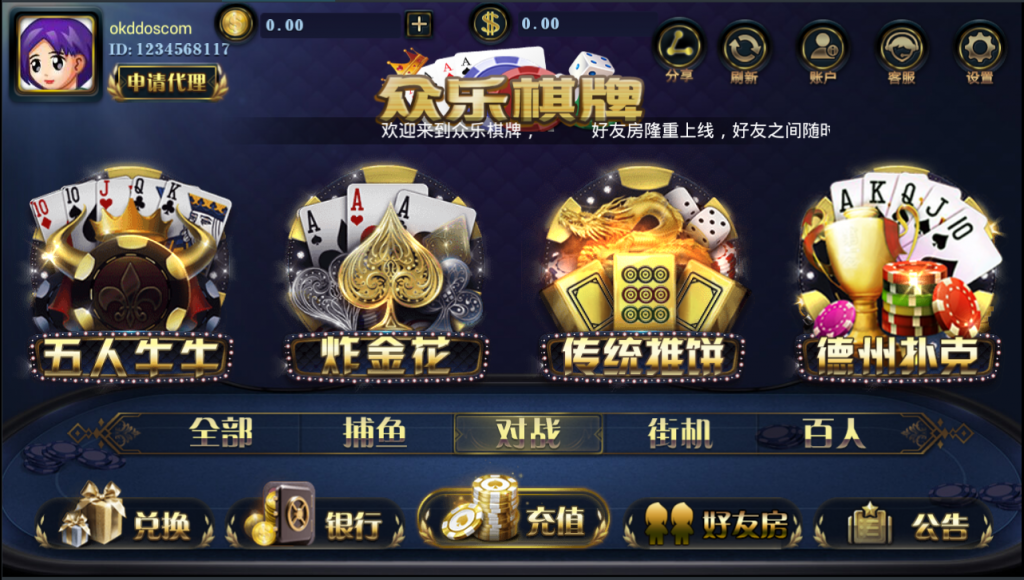 okddoscom
ID: 1234568117
申请代理
0.00
0.00
分享
刷新
账户
客服
设置
众乐棋牌
欢迎来到众乐棋牌，
好友房隆重上线，好友之间随时
10 10 J Q K
A A A
A K Q J 10
五人牛牛
炸金花
传统推饼
德州扑克
全部
捕鱼
对战
街机
百人
兑换
银行
充值
好友房
公告